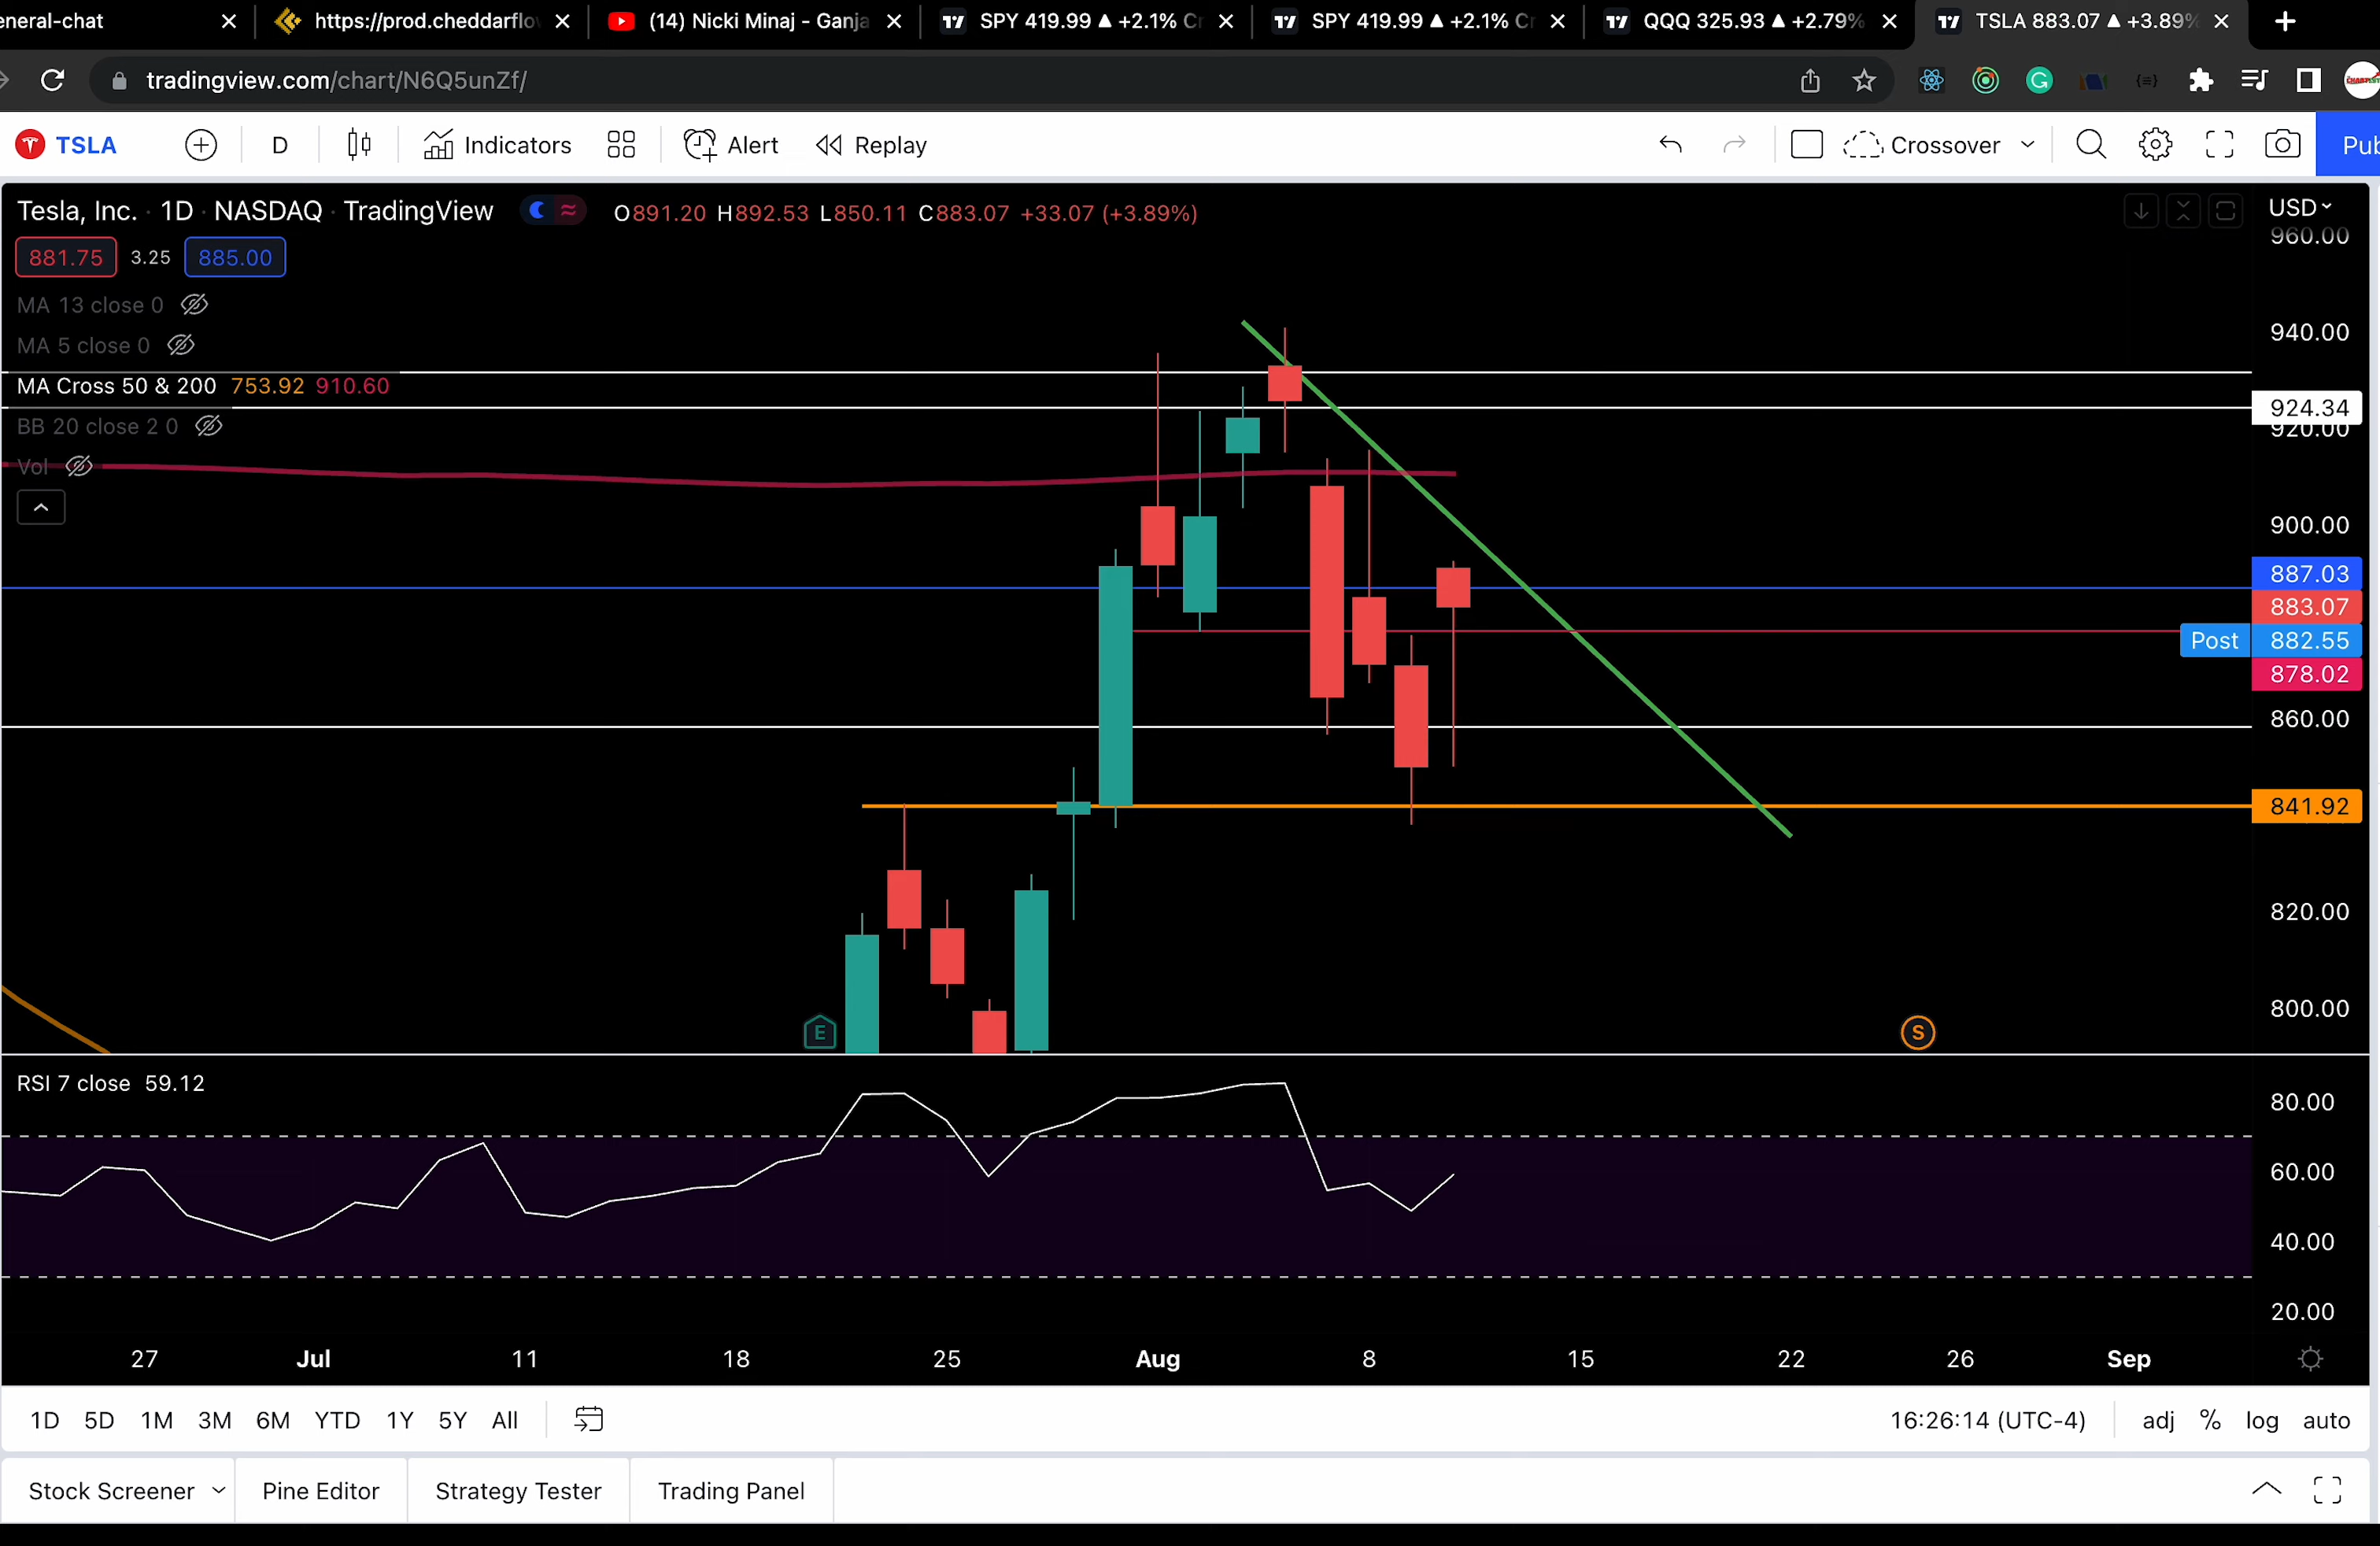 eneral-chat
https://prod.cheddarflow
(14) Nicki Minaj - Ganja
SPY 419.99 ▲ +2.1% Cr
SPY 419.99 ▲ +2.1% Cr
QQQ 325.93 ▲ +2.79%
TSLA 883.07 ▲ +3.89%
tradingview.com/chart/N6Q5unZf/
TSLA
D
Indicators
Alert
Replay
Crossover
Pub
Tesla, Inc. · 1D · NASDAQ · TradingView
O891.20 H892.53 L850.11 C883.07 +33.07 (+3.89%)
USD
881.75 3.25 885.00
MA 13 close 0
MA 5 close 0
MA Cross 50 & 200 753.92 910.60
BB 20 close 2 0
Vol
960.00
940.00
924.34
920.00
900.00
887.03
883.07
Post 882.55
878.02
860.00
841.92
820.00
800.00
E
S
RSI 7 close 59.12
80.00
60.00
40.00
20.00
27 Jul 11 18 25 Aug 8 15 22 26 Sep
1D 5D 1M 3M 6M YTD 1Y 5Y All
16:26:14 (UTC-4) adj % log auto
Stock Screener Pine Editor Strategy Tester Trading Panel